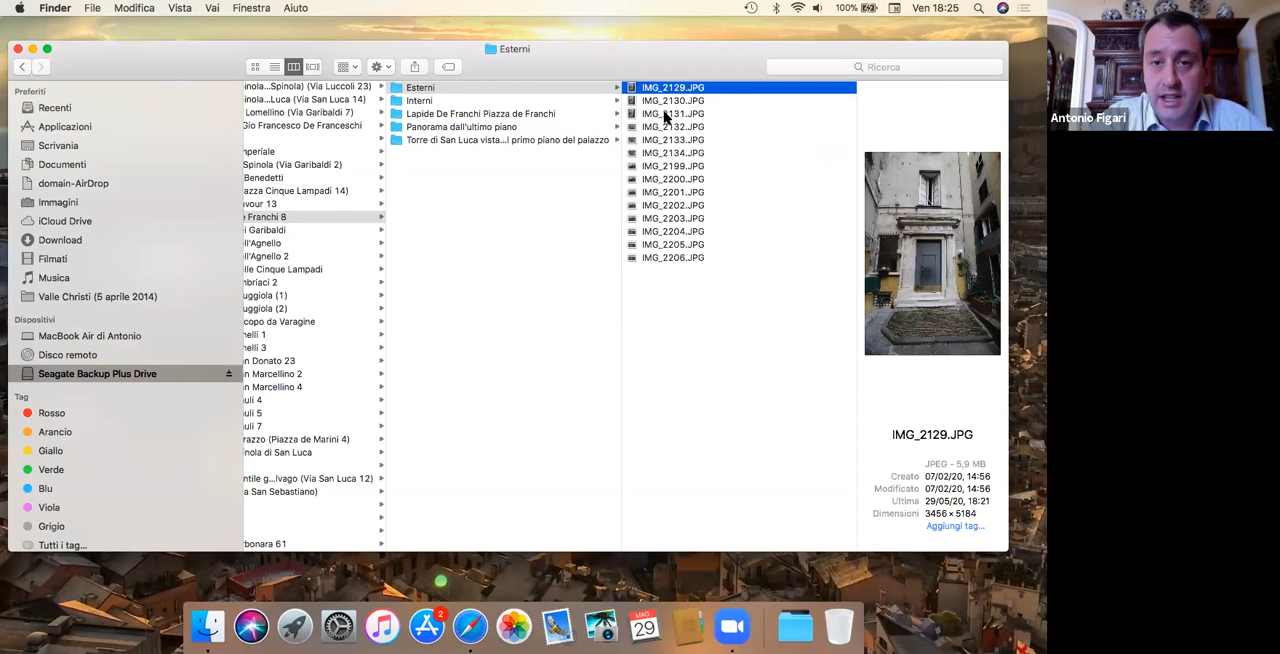 Finder File Modifica Vista Vai Finestra Aiuto 100% Ven 18:25
Esterni
Ricerca
Preferiti
Recenti
Applicazioni
Scrivania
Documenti
domain-AirDrop
Immagini
iCloud Drive
Download
Filmati
Musica
Valle Christi (5 aprile 2014)
Dispositivi
MacBook Air di Antonio
Disco remoto
Seagate Backup Plus Drive
Tag
Rosso
Arancio
Giallo
Verde
Blu
Viola
Grigio
Tutti i tag...
inola...Spinola) (Via Luccoli 23)
inola...Luca (Via San Luca 14)
Lomellino (Via Garibaldi 7)
Gio Francesco De Franceschi
periale
Spinola (Via Garibaldi 2)
Benedetti
azza Cinque Lampadi 14)
vour 13
e Franchi 8
ei Garibaldi
ll'Agnello
ll'Agnello 2
lle Cinque Lampadi
briaci 2
uggiola (1)
uggiola (2)
copo da Varagine
nelli 1
nelli 3
n Donato 23
n Marcellino 2
n Marcellino 4
uli 4
uli 5
uli 7
razzo (Piazza de Marini 4)
nola di San Luca
ntile g...lvago (Via San Luca 12)
a San Sebastiano)
onara 61
Esterni
Interni
Lapide De Franchi Piazza de Franchi
Panorama dall'ultimo piano
Torre di San Luca vista...l primo piano del palazzo
IMG_2129.JPG
IMG_2130.JPG
IMG_2131.JPG
IMG_2132.JPG
IMG_2133.JPG
IMG_2134.JPG
IMG_2199.JPG
IMG_2200.JPG
IMG_2201.JPG
IMG_2202.JPG
IMG_2203.JPG
IMG_2204.JPG
IMG_2205.JPG
IMG_2206.JPG
IMG_2129.JPG
JPEG - 5,9 MB
Creato 07/02/20, 14:56
Modificato 07/02/20, 14:56
Ultima 29/05/20, 18:21
Dimensioni 3456 × 5184
Aggiungi tag...
Antonio Figari
2
MAG
29